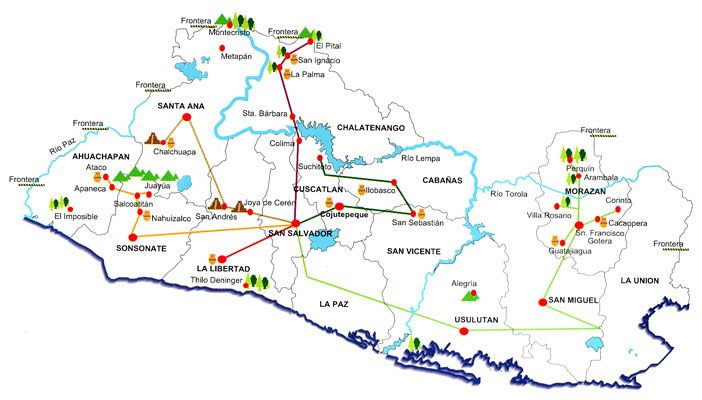 Frontera
Montecristo
Frontera
El Pital
Metapán
San Ignácio
La Palma
Frontera
SANTA ANA
Sta. Bárbara
CHALATENANGO
Frontera
Río Paz
Chalchuapa
Colima
Suchitoto
Río Lempa
AHUACHAPAN
Ataco
Apaneca
Juayúa
Salcoatitán
Frontera
El Imposible
Nahuizalco
San Andrés
Joya de Cerén
CUSCATLAN
Ilobasco
CABAÑAS
Cojutepeque
San Sebastián
Río Torola
Perquín
Arambala
MORAZAN
Villa Rosario
Corinto
Cacaopera
Sn. Francisco
Gotera
Guatajiagua
Frontera
SONSONATE
SAN SALVADOR
SAN VICENTE
LA LIBERTAD
Thilo Deninger
LA PAZ
Alegría
USULUTAN
SAN MIGUEL
LA UNION